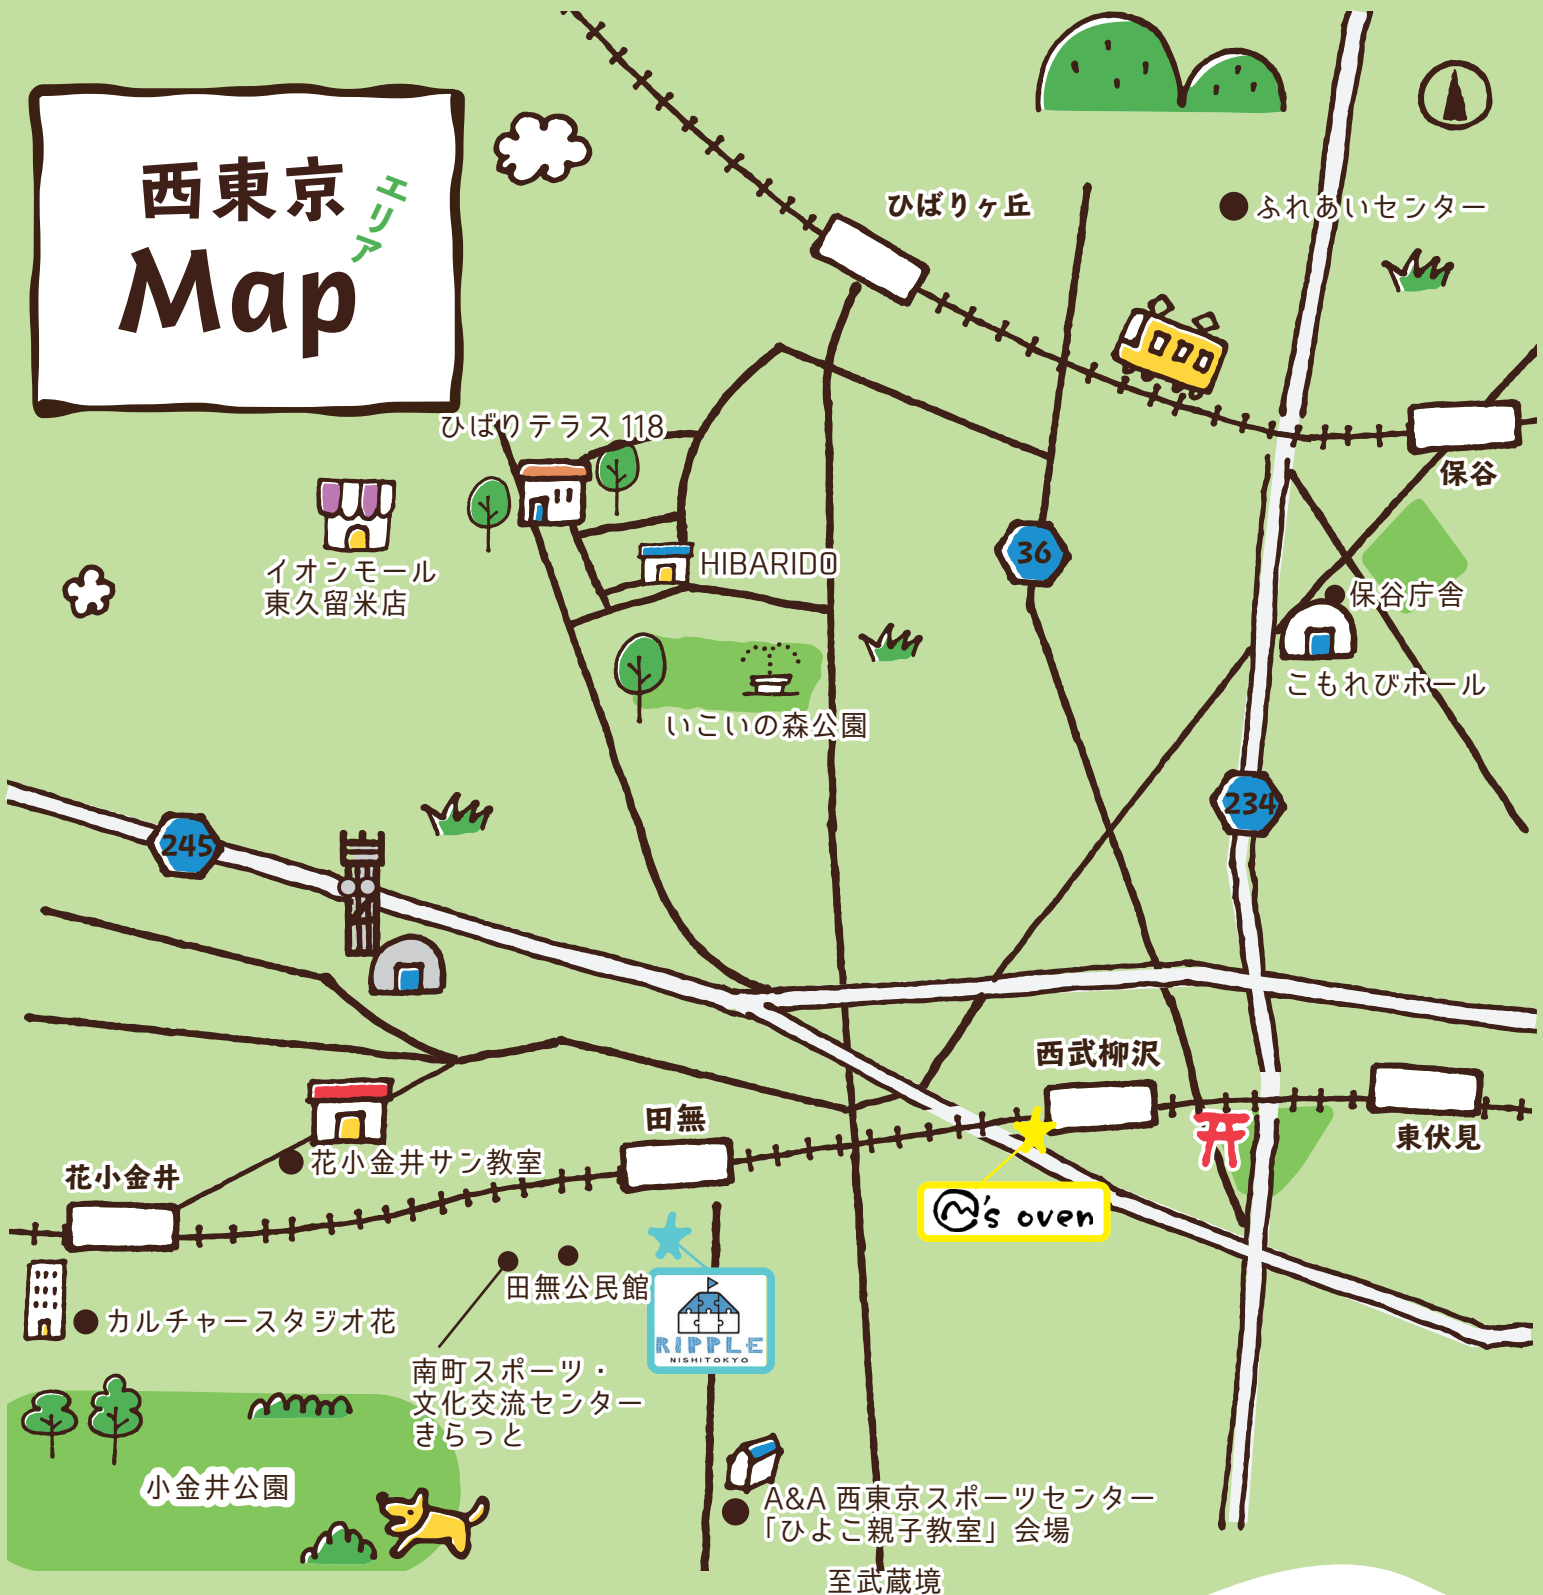 西東京
エリア
Map
ひばりヶ丘
ふれあいセンター
ひばりテラス 118
保谷
イオンモール
東久留米店
HIBARIDO
36
保谷庁舎
こもれびホール
いこいの森公園
234
245
西武柳沢
東伏見
田無
花小金井サン教室
花小金井
M's oven
田無公民館
カルチャースタジオ花
RIPPLE
NISHITOKYO
南町スポーツ・
文化交流センター
きらっと
小金井公園
A&A 西東京スポーツセンター
「ひよこ親子教室」会場
至武蔵境